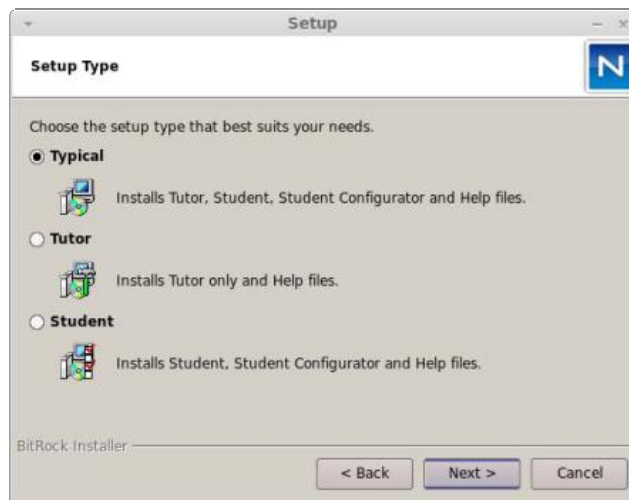 Setup
Setup Type
N
Choose the setup type that best suits your needs.
Typical
Installs Tutor, Student, Student Configurator and Help files.
Tutor
Installs Tutor only and Help files.
Student
Installs Student, Student Configurator and Help files.
BitRock Installer
< Back Next > Cancel